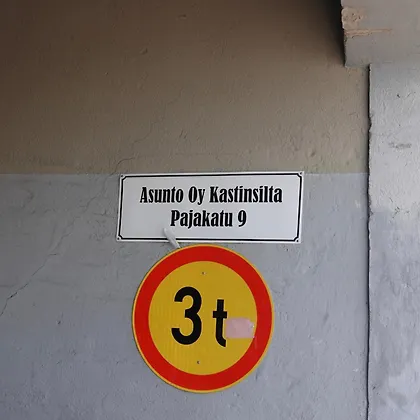 Asunto Oy Kastinsilta
Pajakatu 9
3 t